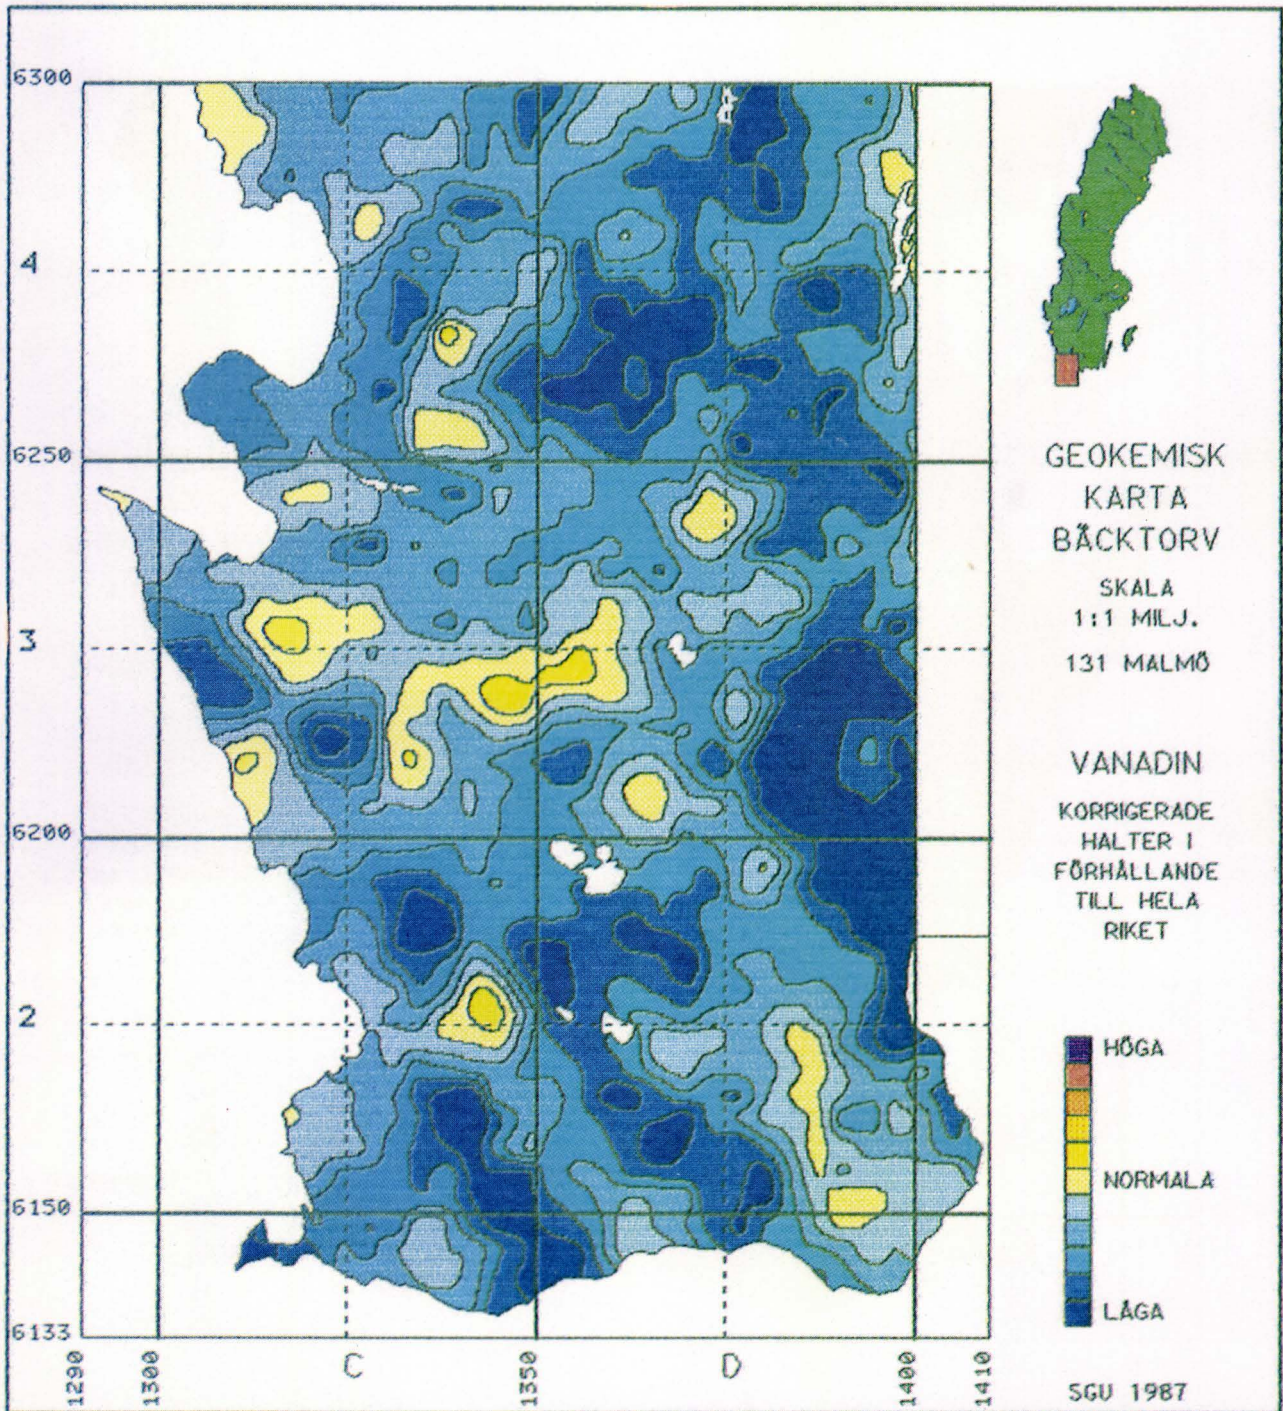 6300
4
6250
3
6200
2
6150
6133
1290
1300
C
1350
D
1400
1410
GEOKEMISK
KARTA
BÄCKTORV
SKALA
1:1 MILJ.
131 MALMÖ
VANADIN
KORRIGERADE
HALTER I
FÖRHÅLLANDE
TILL HELA
RIKET
HÖGA
NORMALA
LÅGA
SGU 1987